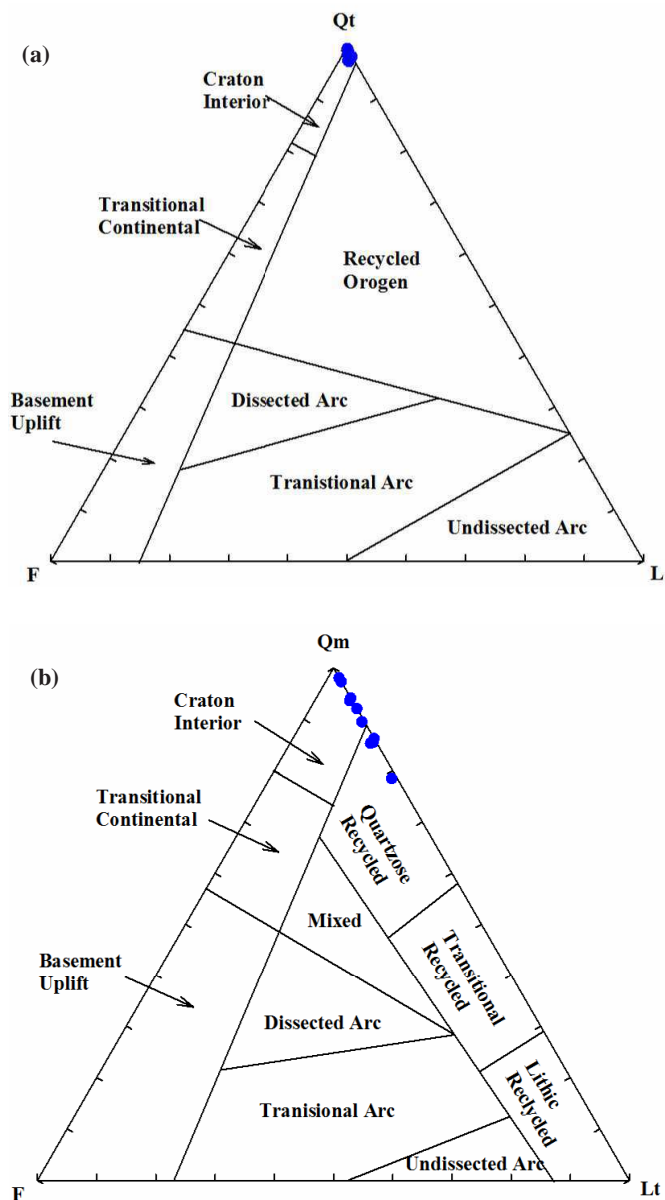 Qt
(a)
Craton
Interior
Transitional
Continental
Recycled
Orogen
Basement
Uplift
Dissected Arc
Tranistional Arc
Undissected Arc
F
L
Qm
(b)
Craton
Interior
Transitional
Continental
Quartzose
Recycled
Mixed
Transitional
Recycled
Basement
Uplift
Dissected Arc
Lithic
Reclycled
Tranisional Arc
Undissected Arc
F
Lt